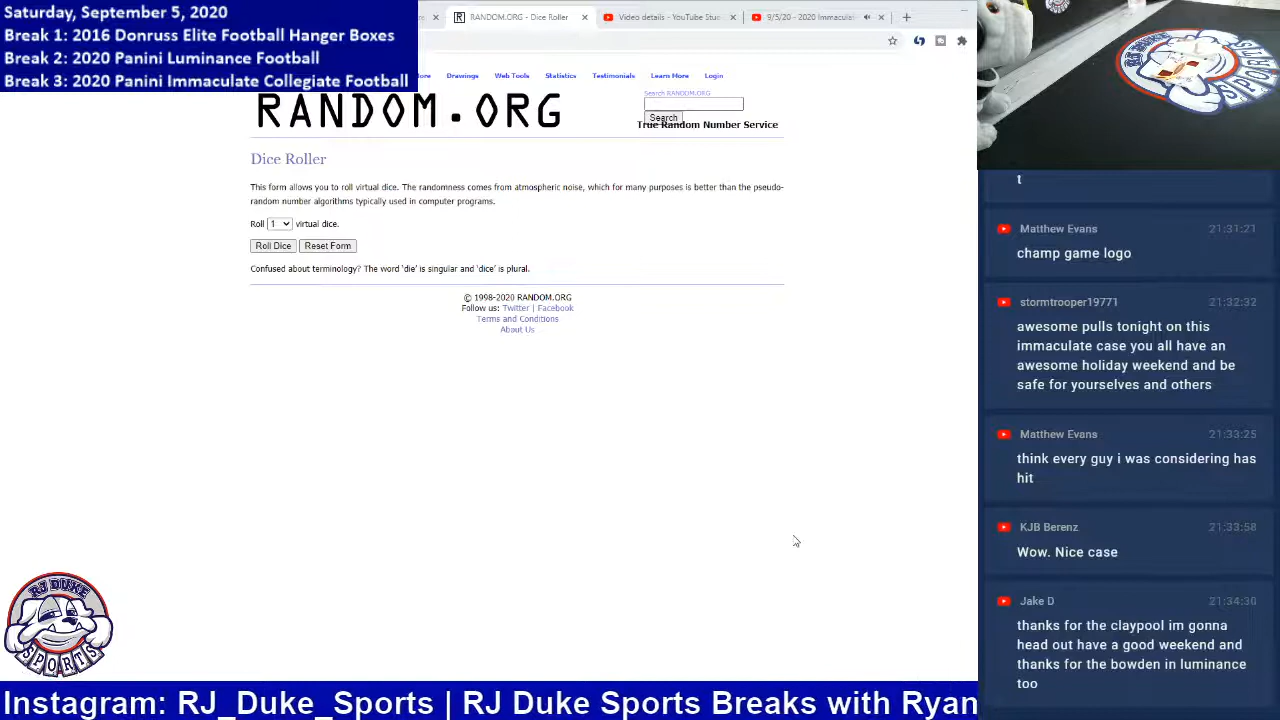 Saturday, September 5, 2020
Break 1: 2016 Donruss Elite Football Hanger Boxes
Break 2: 2020 Panini Luminance Football
Break 3: 2020 Panini Immaculate Collegiate Football
RANDOM.ORG - Dice Roller
Video details - YouTube Stu
9/5/20 - 2020 Immacula
Drawings
Web Tools
Statistics
Testimonials
Learn More
Login
RANDOM.ORG
Search RANDOM.ORG
Search
True Random Number Service
Dice Roller
This form allows you to roll virtual dice. The randomness comes from atmospheric noise, which for many purposes is better than the pseudo-
random number algorithms typically used in computer programs.
Roll 1 virtual dice.
Roll Dice
Reset Form
Confused about terminology? The word 'die' is singular and 'dice' is plural.
© 1998-2020 RANDOM.ORG
Follow us: Twitter | Facebook
Terms and Conditions
About Us
t
Matthew Evans 21:31:21
champ game logo
stormtrooper19771 21:32:32
awesome pulls tonight on this
immaculate case you all have an
awesome holiday weekend and be
safe for yourselves and others
Matthew Evans 21:33:25
think every guy i was considering has
hit
KJB Berenz 21:33:58
Wow. Nice case
Jake D 21:34:30
thanks for the claypool im gonna
head out have a good weekend and
thanks for the bowden in luminance
too
RJ DUKE
SPORTS
SPORTS
Instagram: RJ_Duke_Sports | RJ Duke Sports Breaks with Ryan